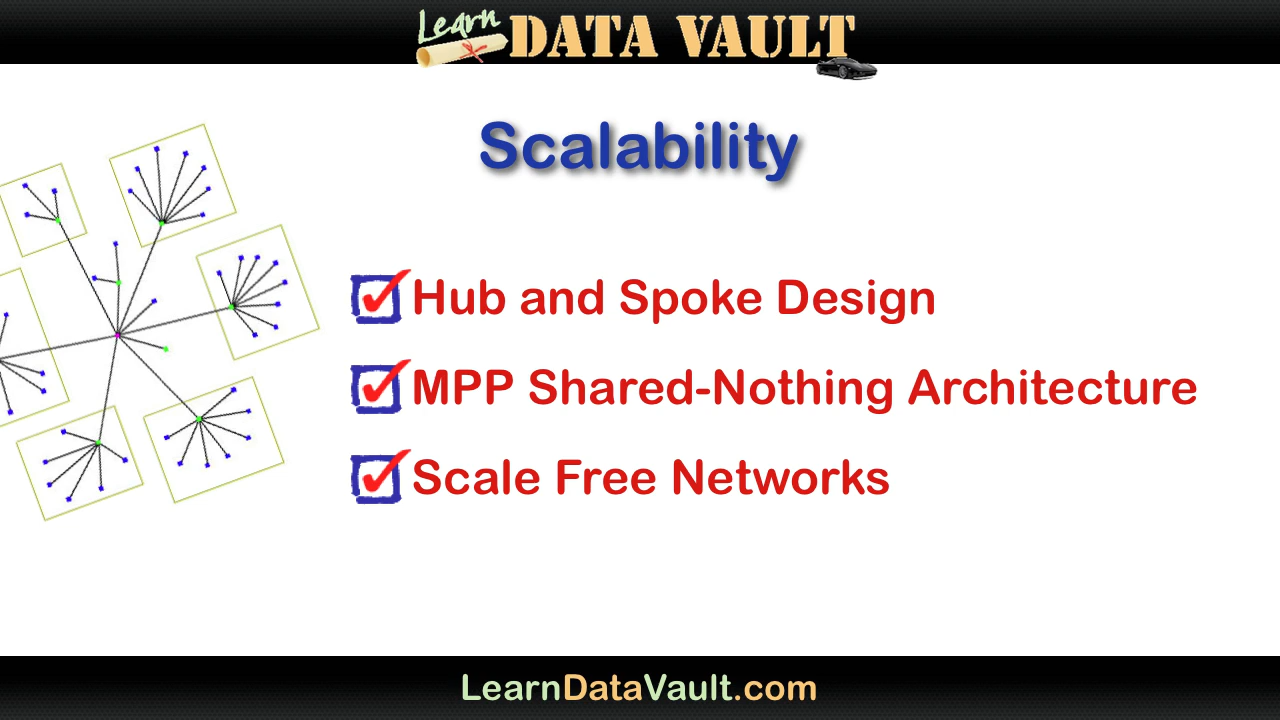 Learn DATA VAULT
Scalability
Hub and Spoke Design
MPP Shared-Nothing Architecture
Scale Free Networks
LearnDataVault.com